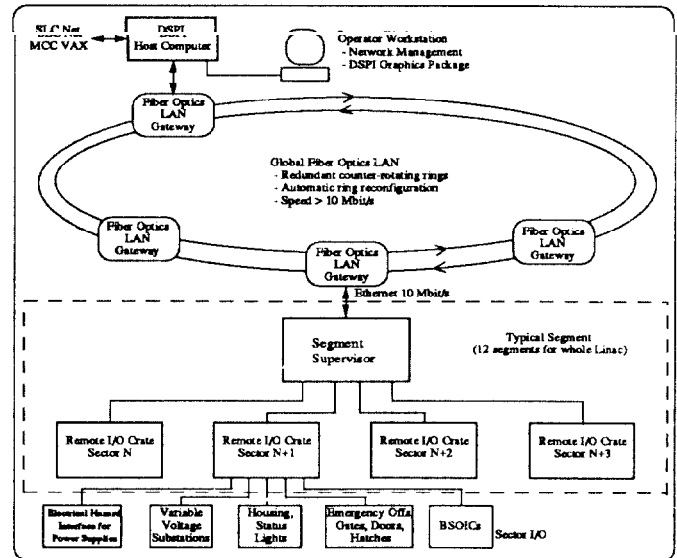 SLC Net
MCC VAX
DSPI
Host Computer
Operator Workstation
- Network Management
- DSPI Graphics Package
Fiber Optics
LAN
Gateway
Global Fiber Optics LAN
- Redundant counter-rotating rings
- Automatic ring reconfiguration
- Speed > 10 Mbit/s
Fiber Optics
LAN
Gateway
Fiber Optics
LAN
Gateway
Fiber Optics
LAN
Gateway
Ethernet 10 Mbit/s
Segment
Supervisor
Typical Segment
(12 segments for whole Linac)
Remote I/O Crate
Sector N
Remote I/O Crate
Sector N+1
Remote I/O Crate
Sector N+2
Remote I/O Crate
Sector N+3
Electrical Hazard
Interface for
Power Supplies
Variable
Voltage
Substations
Housing,
Status
Lights
Emergency Offs,
Gates, Doors,
Hatches
BSOICs
Sector I/O